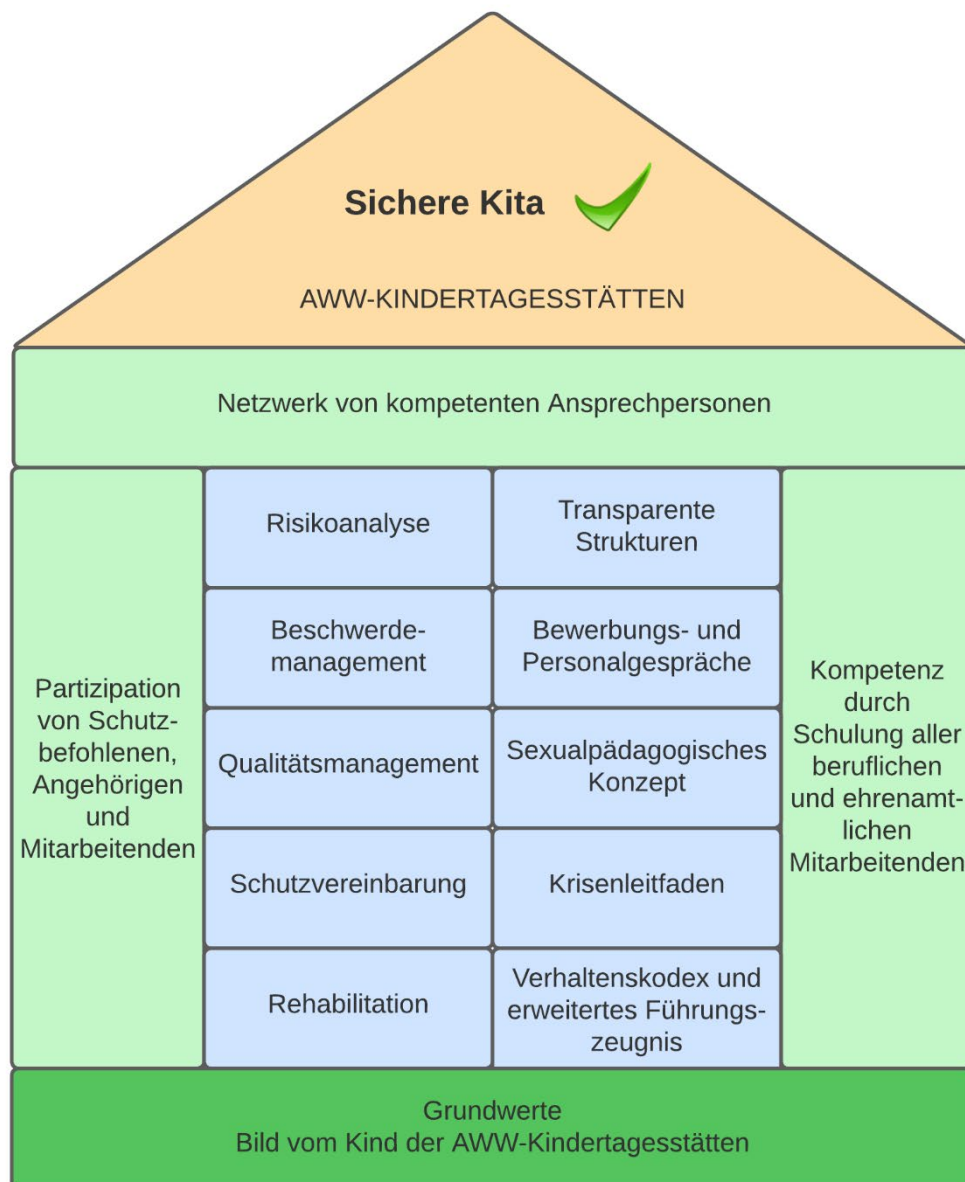 Sichere Kita
AWW-KINDERTAGESSTÄTTEN
Netzwerk von kompetenten Ansprechpersonen
Partizipation
von Schutz-
befohlenen,
Angehörigen
und
Mitarbeitenden
Risikoanalyse
Transparente
Strukturen
Beschwerde-
management
Bewerbungs- und
Personalgespräche
Qualitätsmanagement
Sexualpädagogisches
Konzept
Schutzvereinbarung
Krisenleitfaden
Rehabilitation
Verhaltenskodex und
erweitertes Führungs-
zeugnis
Kompetenz
durch
Schulung aller
beruflichen
und ehrenamt-
lichen
Mitarbeitenden
Grundwerte
Bild vom Kind der AWW-Kindertagesstätten